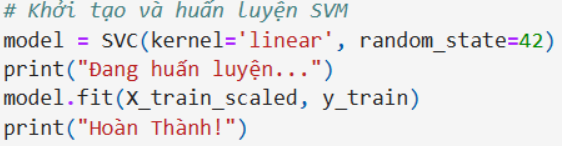 # Khởi tạo và huấn luyện SVM
model = SVC(kernel='linear', random_state=42)
print("Đang huấn luyện...")
model.fit(X_train_scaled, y_train)
print("Hoàn Thành!")